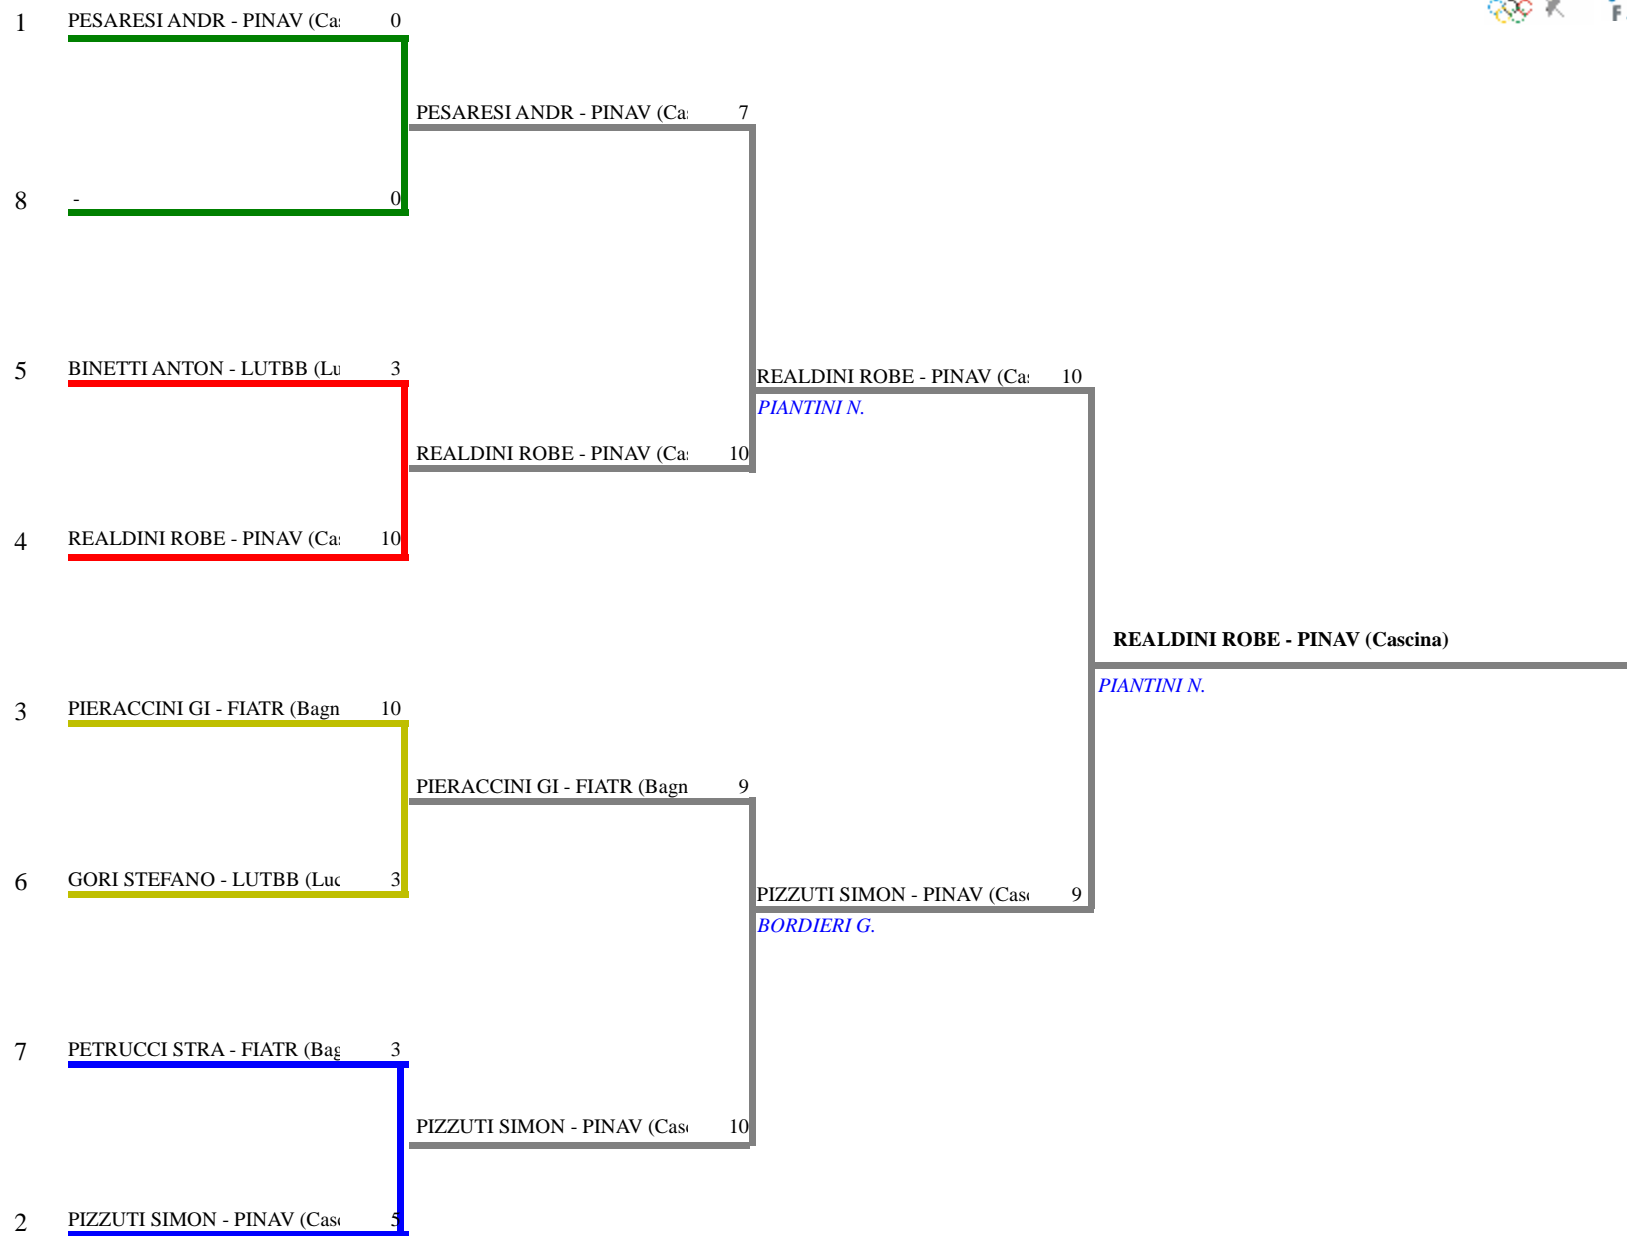 1 PESARESI ANDR - PINAV (Ca 0
PESARESI ANDR - PINAV (Ca 7
8 - 0
5 BINETTI ANTON - LUTBB (Lu 3
REALDINI ROBE - PINAV (Ca 10
PIANTINI N.
REALDINI ROBE - PINAV (Ca 10
4 REALDINI ROBE - PINAV (Ca 10
REALDINI ROBE - PINAV (Cascina)
PIANTINI N.
3 PIERACCINI GI - FIATR (Bagn 10
PIERACCINI GI - FIATR (Bagn 9
6 GORI STEFANO - LUTBB (Luc 3
PIZZUTI SIMON - PINAV (Cas 9
BORDIERI G.
7 PETRUCCI STRA - FIATR (Bag 3
PIZZUTI SIMON - PINAV (Cas 10
2 PIZZUTI SIMON - PINAV (Cas 5